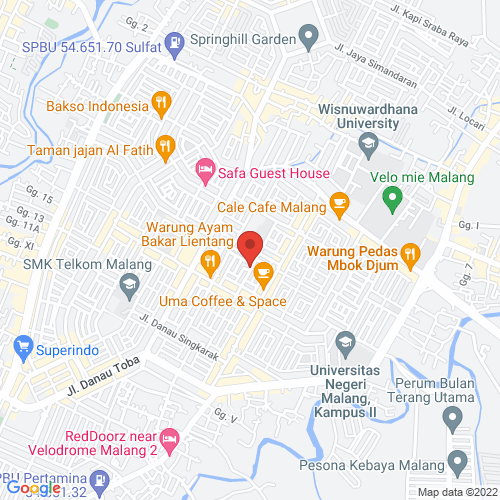 Gg. 2
SPBU 54.651.70 Sulfat
Springhill Garden
Jl. Kapi Sraba Raya
Jl. Jaya Simandaran
Jl. Locari
Bakso Indonesia
Wisnuwardhana
University
Taman jajan Al Fatih
Safa Guest House
Velo mie Malang
Gg. 15
Gg. 13
Gg. 11A
Gg. XI
Cale Cafe Malang
Gg. I
Warung Ayam
Bakar Lientang
Warung Pedas
Mbok Djum
Gg. 7
SMK Telkom Malang
Uma Coffee & Space
Jl. Danau Singkarak
Superindo
Jl. Danau Toba
Universitas
Negeri
Malang,
Kampus II
Perum Bulan
Terang Utama
Gg. V
RedDoorz near
Velodrome Malang 2
Pesona Kebaya Malang
PBU Pertamina
Google
Map data ©2022